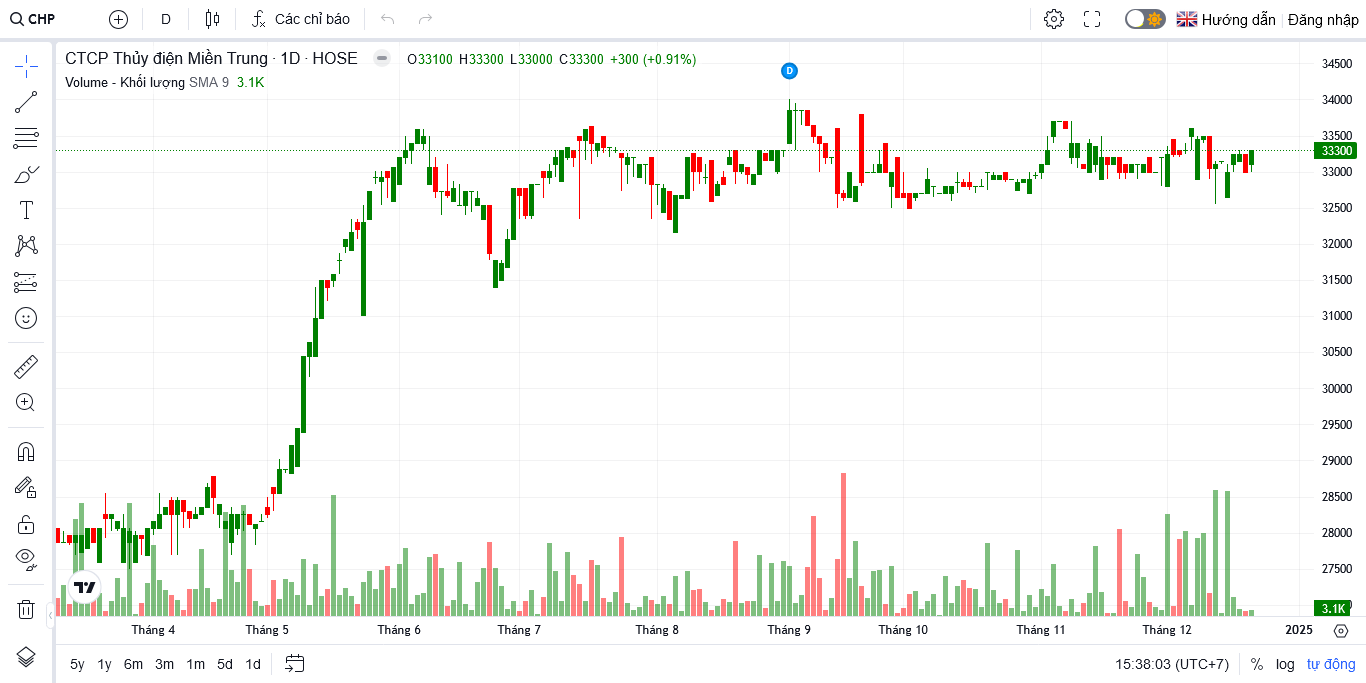 CHP D Các chỉ báo Hướng dẫn Đăng nhập
CTCP Thủy điện Miền Trung · 1D · HOSE O33100 H33300 L33000 C33300 +300 (+0.91%)
Volume - Khối lượng SMA 9 3.1K
D
34500
34000
33500
33300
33000
32500
32000
31500
31000
30500
30000
29500
29000
28500
28000
27500
3.1K
Tháng 4 Tháng 5 Tháng 6 Tháng 7 Tháng 8 Tháng 9 Tháng 10 Tháng 11 Tháng 12 2025
5y 1y 6m 3m 1m 5d 1d 15:38:03 (UTC+7) % log tự động